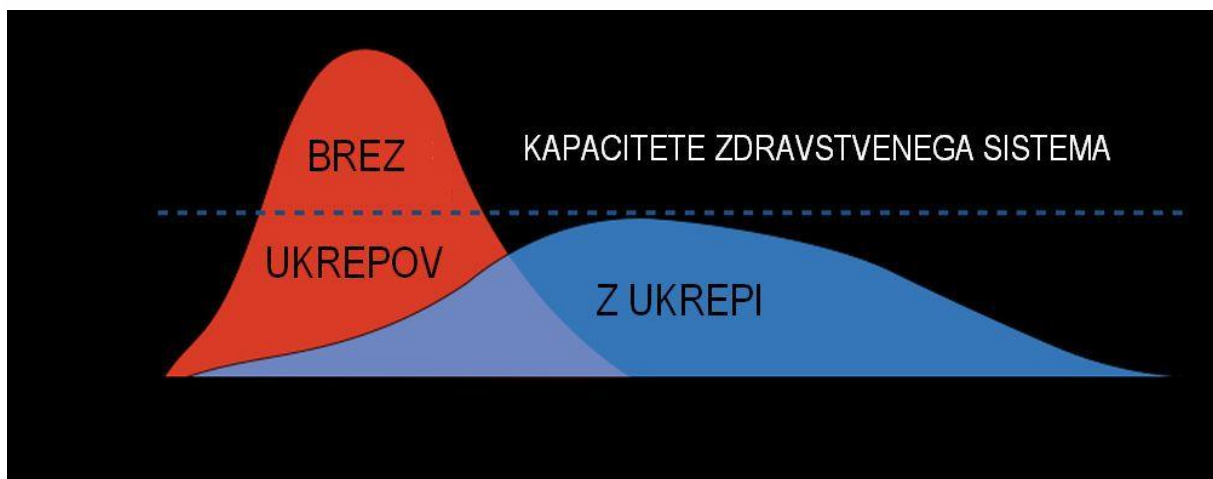 BREZ
UKREPOV
KAPACITETE ZDRAVSTVENEGA SISTEMA
Z UKREPI